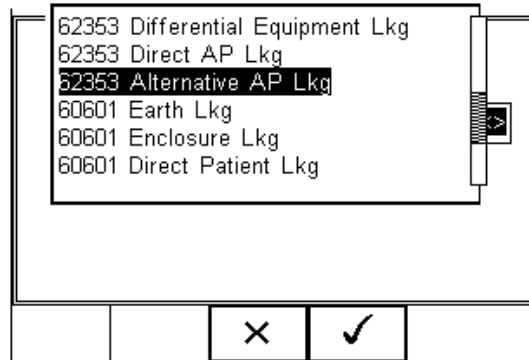 62353 Differential Equipment Lkg
62353 Direct AP Lkg
62353 Alternative AP Lkg
60601 Earth Lkg
60601 Enclosure Lkg
60601 Direct Patient Lkg